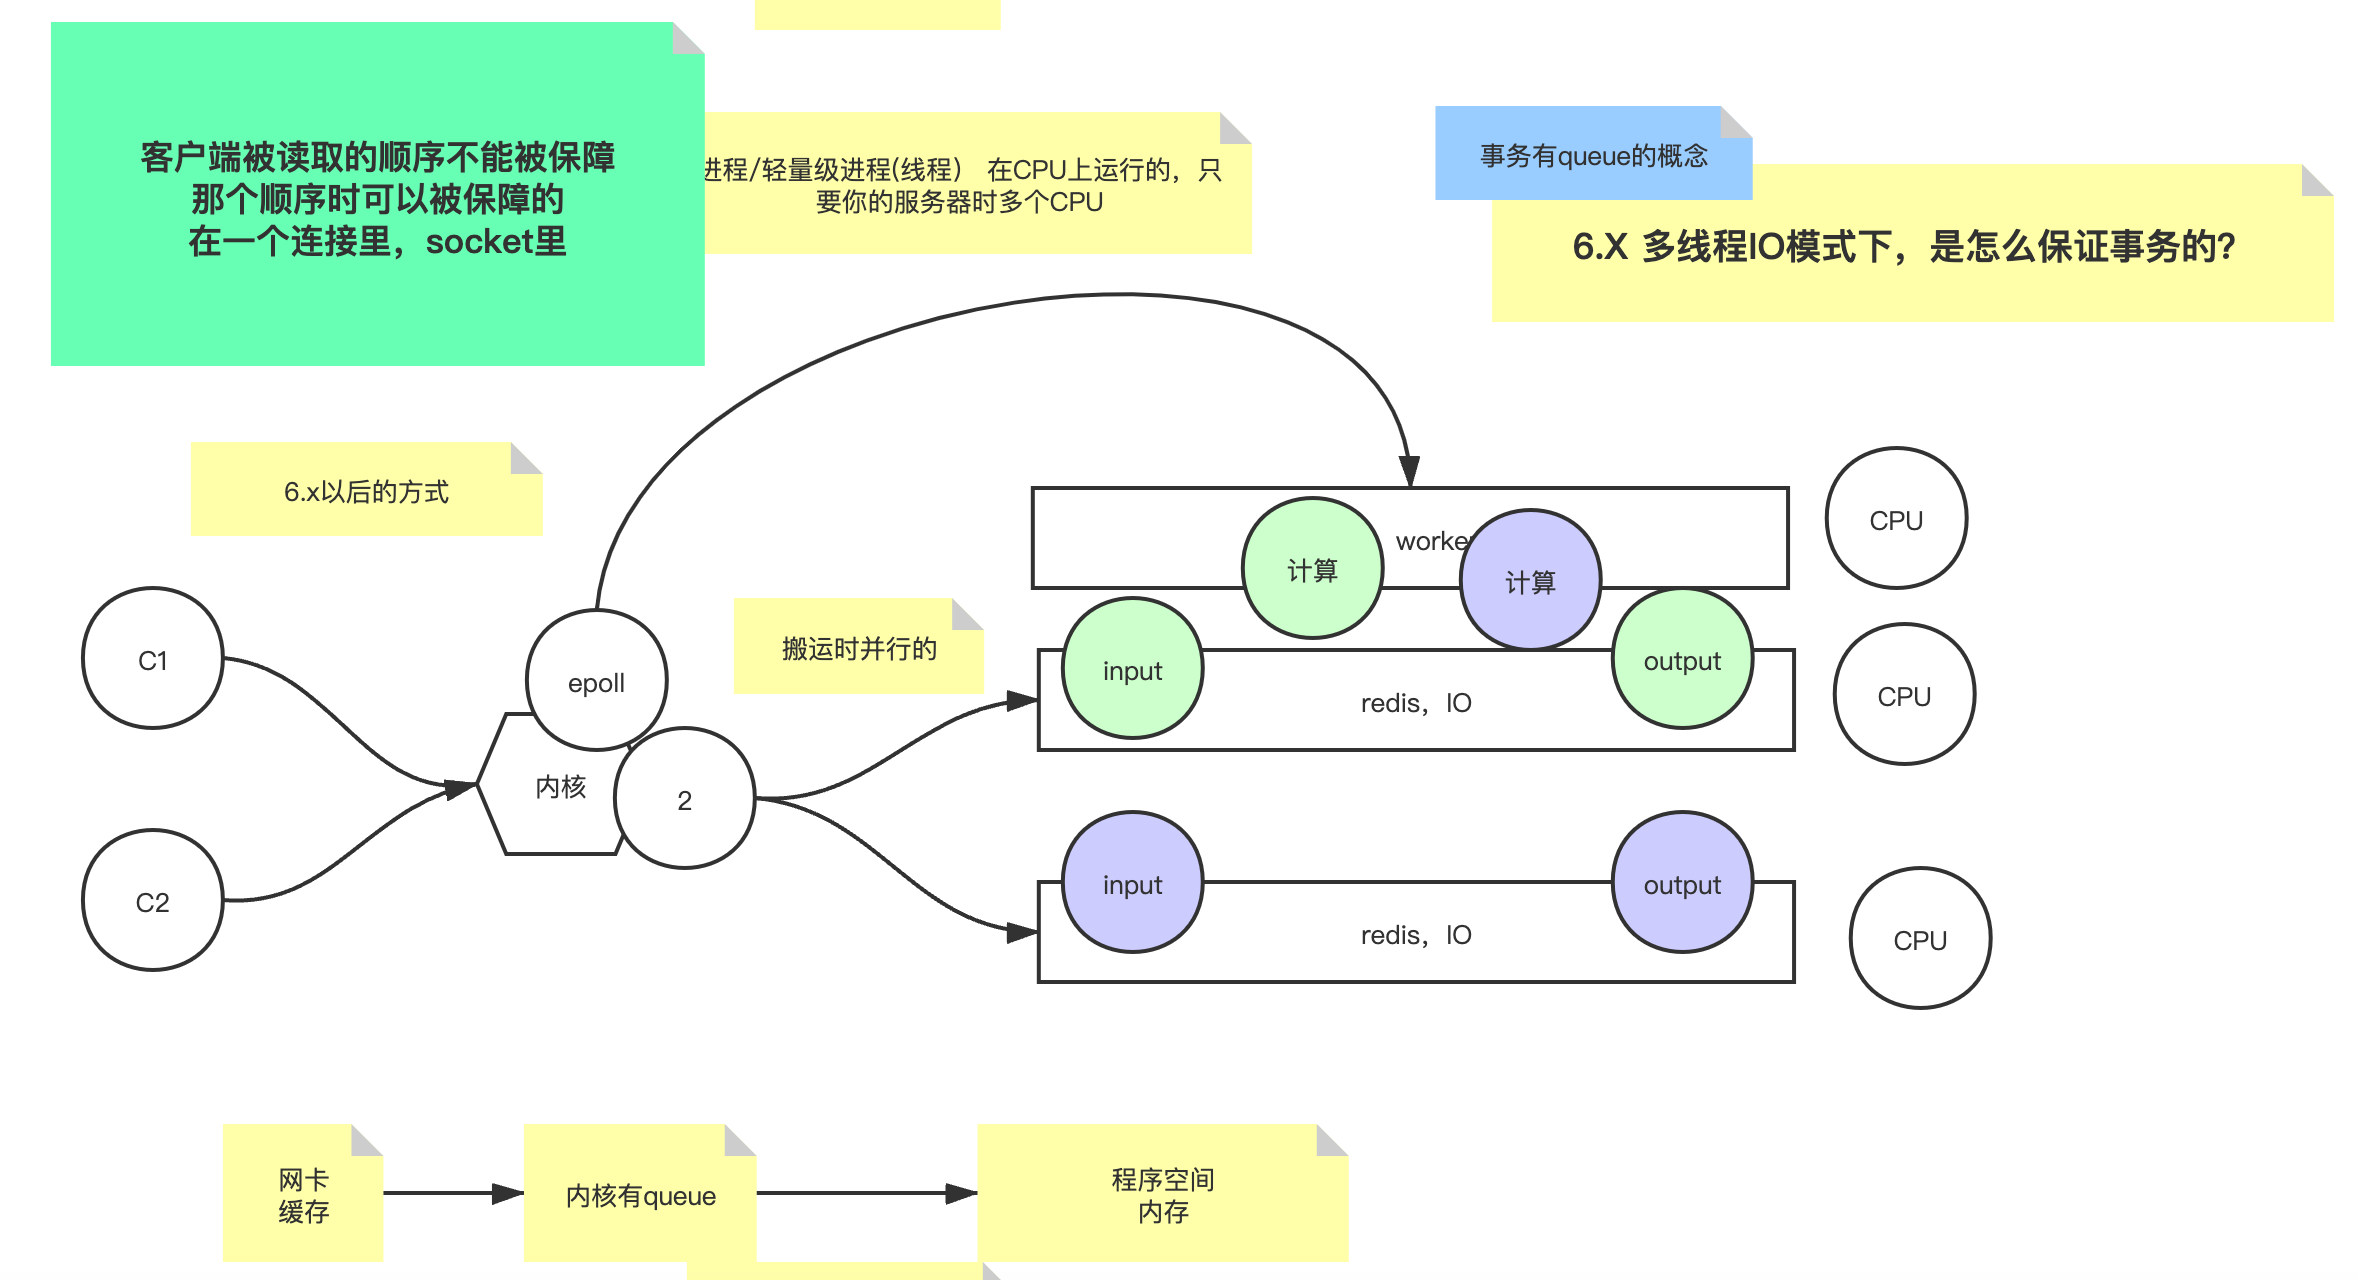 客户端被读取的顺序不能被保障
那个顺序时可以被保障的
在一个连接里，socket里
进程/轻量级进程(线程） 在CPU上运行的，只
要你的服务器时多个CPU
事务有queue的概念
6.X 多线程IO模式下，是怎么保证事务的?
6.x以后的方式
C1
C2
epoll
内核
2
搬运时并行的
worker
计算
计算
input
redis，IO
output
input
redis，IO
output
CPU
CPU
CPU
网卡
缓存
内核有queue
程序空间
内存